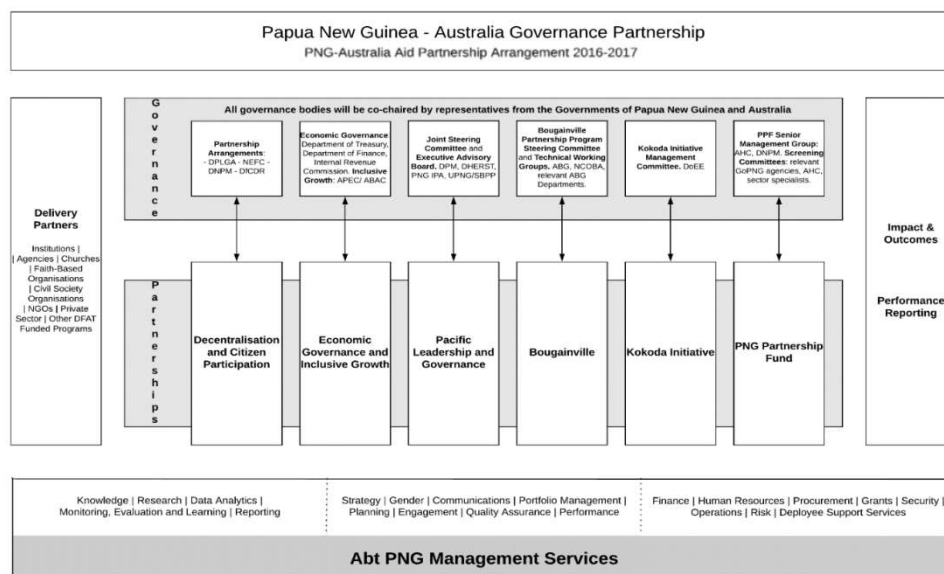 Papua New Guinea - Australia Governance Partnership
PNG-Australia Aid Partnership Arrangement 2016-2017
Delivery
Partners
Institutions |
| Agencies | Churches
| Faith-Based
Organisations
| Civil Society
Organisations
| NGOs | Private
Sector | Other DFAT
Funded Programs
Governance
All governance bodies will be co-chaired by representatives from the Governments of Papua New Guinea and Australia
Partnership
Arrangements:
- DPLGA - NEFC -
DNPM - DfCDR
Economic Governance:
Department of Treasury,
Department of Finance,
Internal Revenue
Commission. Inclusive
Growth: APEC/ ABAC
Joint Steering
Committee and
Executive Advisory
Board. DPM, DHERST,
PNG IPA, UPNG/SBPP
Bougainville
Partnership Program
Steering Committee
and Technical Working
Groups. ABG, NCOBA,
relevant ABG
Departments.
Kokoda Initiative
Management
Committee. DoEE
PPF Senior
Management Group:
AHC, DNPM. Screening
Committees: relevant
GoPNG agencies, AHC,
sector specialists.
Partnerships
Decentralisation
and Citizen
Participation
Economic
Governance and
Inclusive Growth
Pacific
Leadership and
Governance
Bougainville
Kokoda Initiative
PNG Partnership
Fund
Impact &
Outcomes
Performance
Reporting
Knowledge | Research | Data Analytics |
Monitoring, Evaluation and Learning | Reporting
Strategy | Gender | Communications | Portfolio Management |
Planning | Engagement | Quality Assurance | Performance
Finance | Human Resources | Procurement | Grants | Security |
Operations | Risk | Deployee Support Services
Abt PNG Management Services